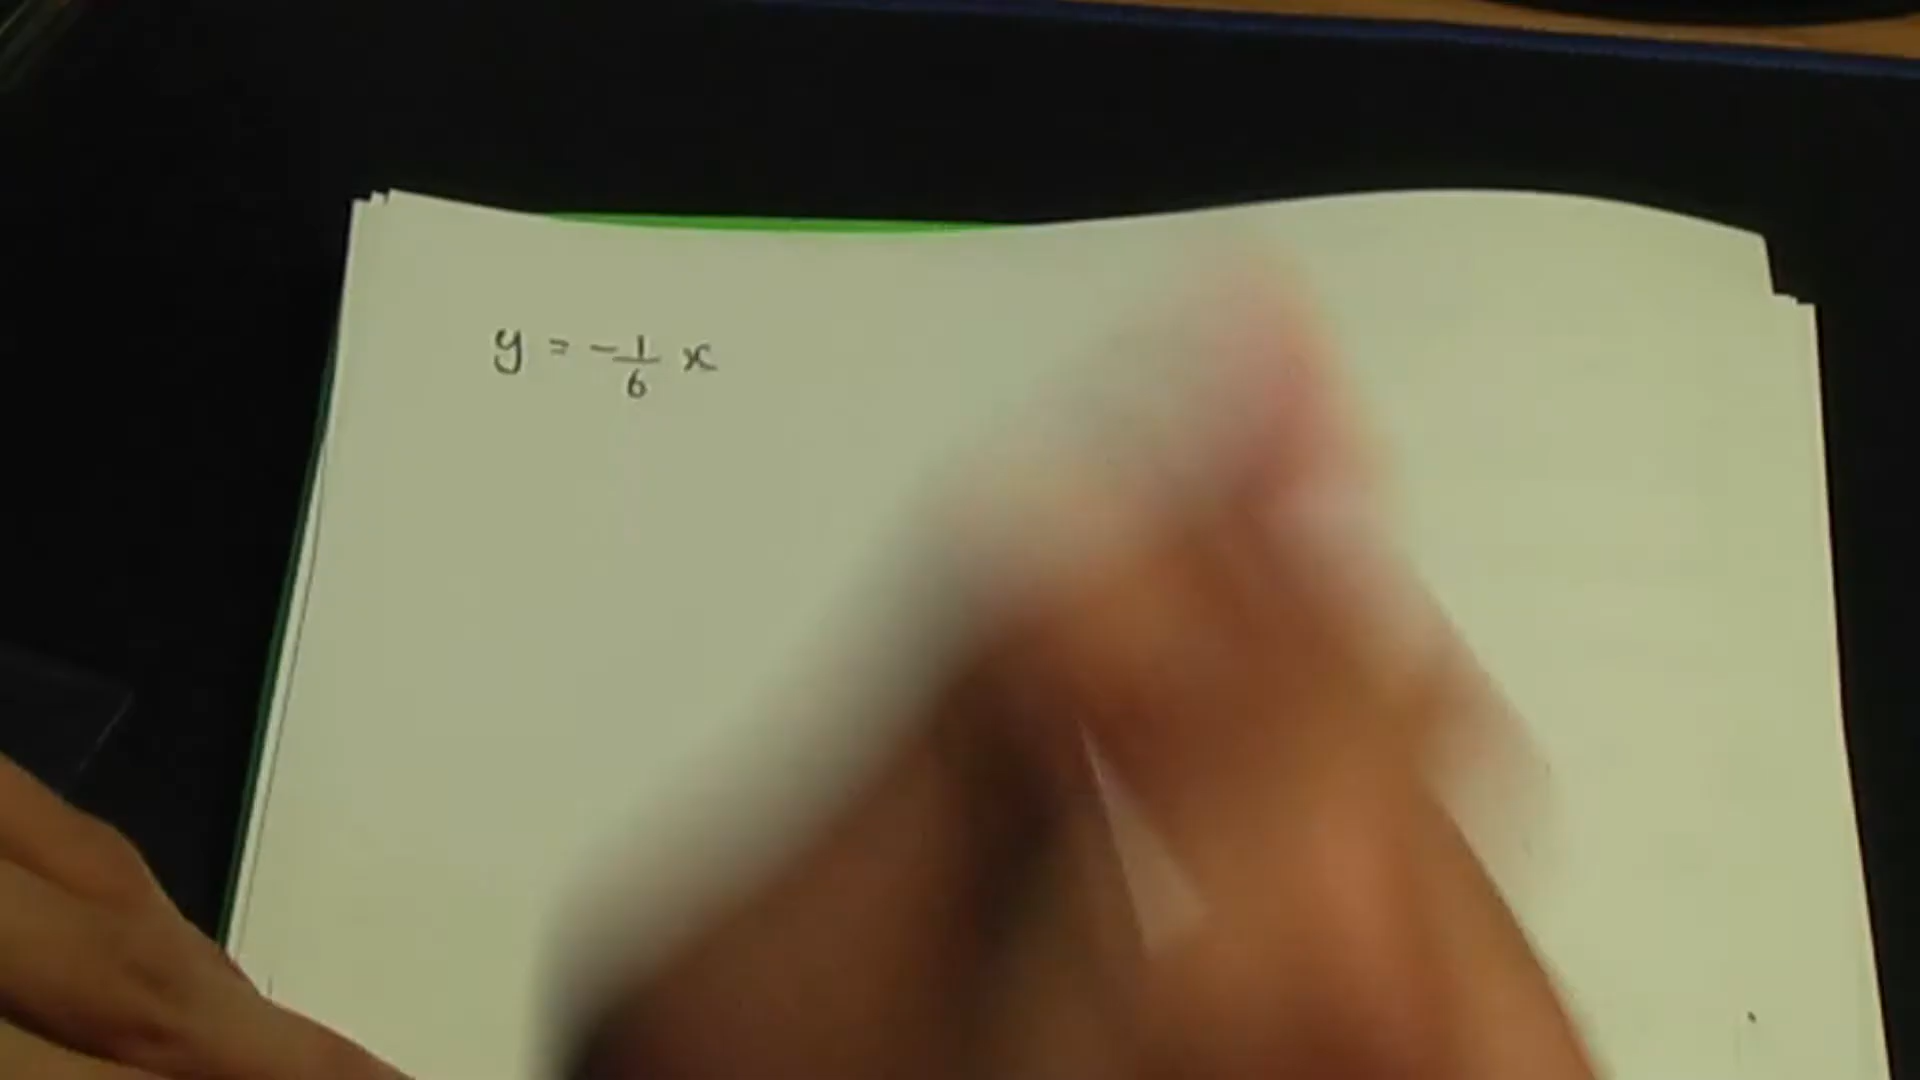 y = -1/6 x